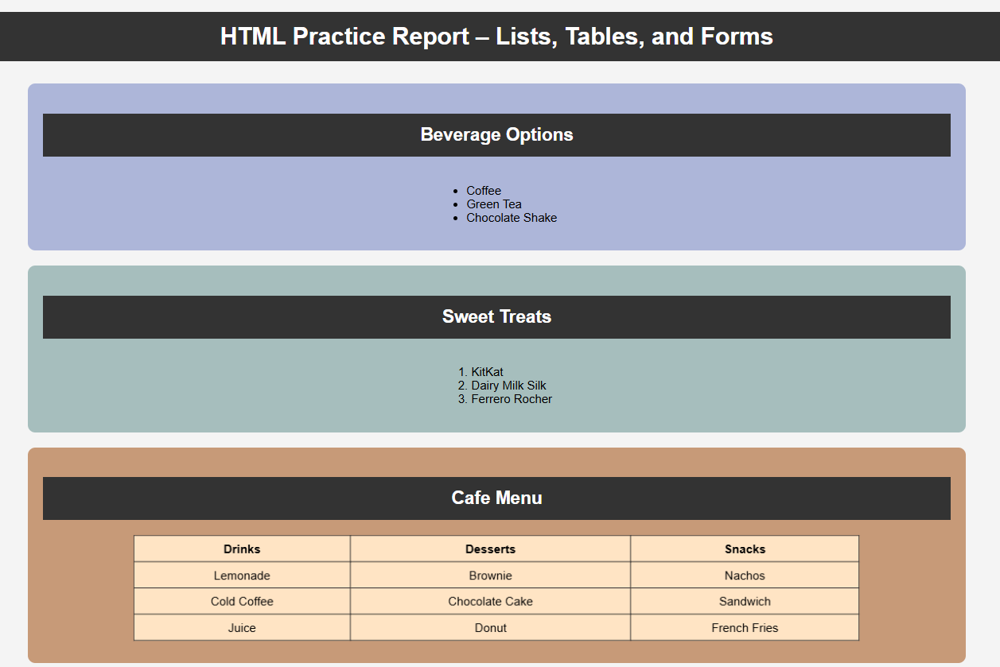 HTML Practice Report – Lists, Tables, and Forms
Beverage Options
• Coffee
• Green Tea
• Chocolate Shake
Sweet Treats
1. KitKat
2. Dairy Milk Silk
3. Ferrero Rocher
Cafe Menu
Drinks Desserts Snacks
Lemonade Brownie Nachos
Cold Coffee Chocolate Cake Sandwich
Juice Donut French Fries